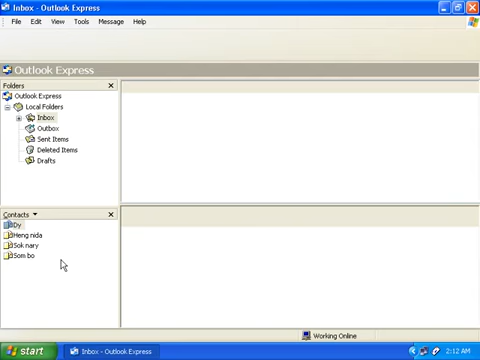 Inbox - Outlook Express
File Edit View Tools Message Help
Outlook Express
Folders
Outlook Express
Local Folders
Inbox
Outbox
Sent Items
Deleted Items
Drafts
Contacts
Dy
Heng nida
Sok nary
Som bo
Working Online
start
Inbox - Outlook Express
2:12 AM